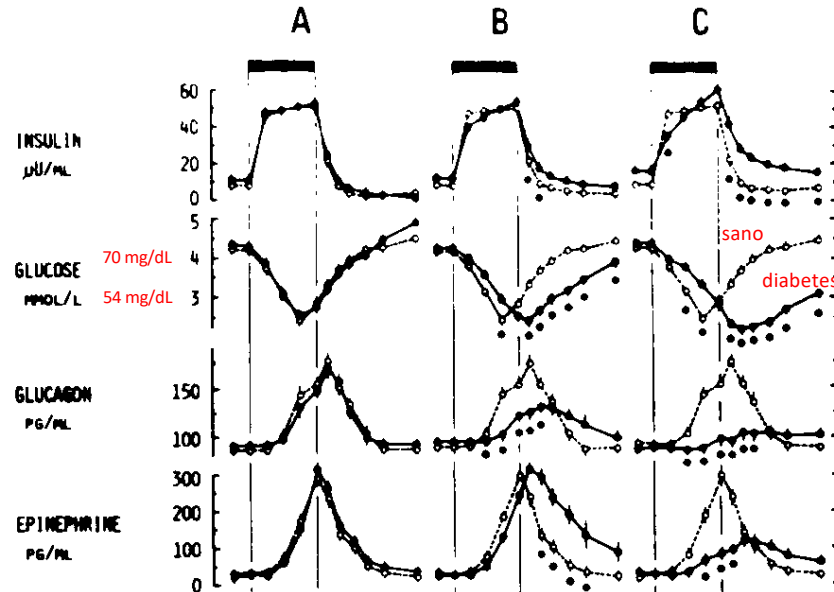 A B C
INSULIN
µU/ML
60
40
20
0
GLUCOSE
MMOL/L
70 mg/dL
54 mg/dL
5
4
3
sano
diabetes
GLUCAGON
PG/ML
150
100
EPINEPHRINE
PG/ML
300
200
100
0